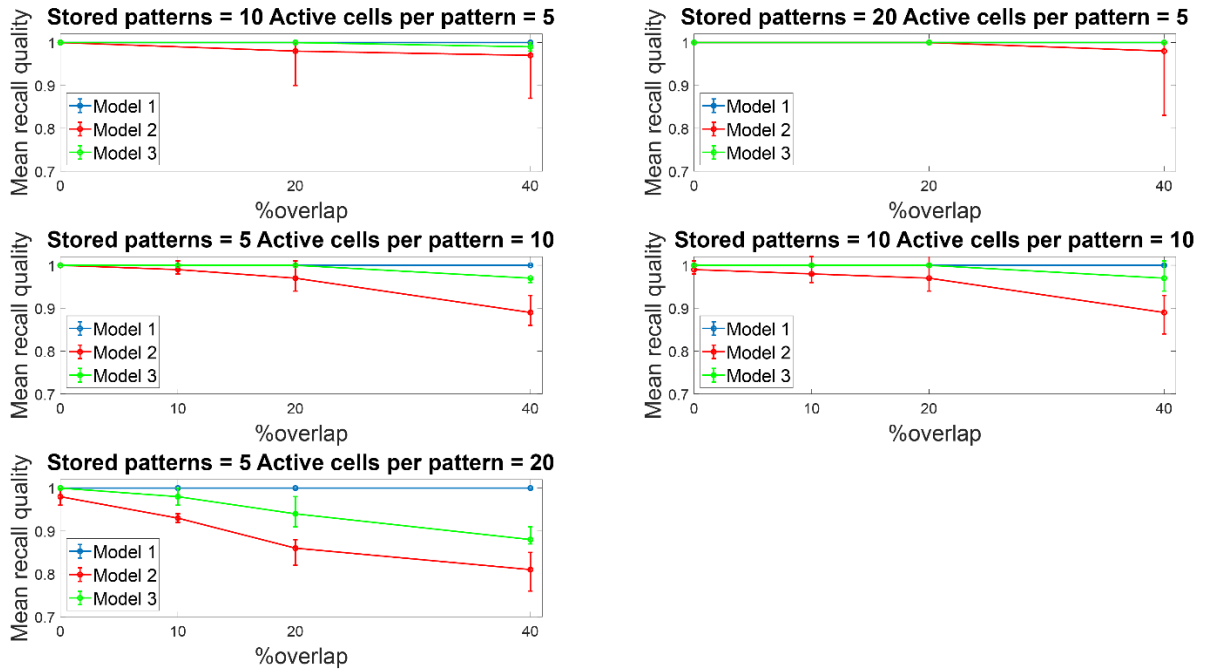 Stored patterns = 10 Active cells per pattern = 5
Mean recall quality
1
0.9
0.8
0.7
Model 1
Model 2
Model 3
0 20 40
%overlap
Stored patterns = 20 Active cells per pattern = 5
Mean recall quality
1
0.9
0.8
0.7
Model 1
Model 2
Model 3
0 20 40
%overlap
Stored patterns = 5 Active cells per pattern = 10
Mean recall quality
1
0.9
0.8
0.7
Model 1
Model 2
Model 3
0 10 20 40
%overlap
Stored patterns = 10 Active cells per pattern = 10
Mean recall quality
1
0.9
0.8
0.7
Model 1
Model 2
Model 3
0 10 20 40
%overlap
Stored patterns = 5 Active cells per pattern = 20
Mean recall quality
1
0.9
0.8
0.7
Model 1
Model 2
Model 3
0 10 20 40
%overlap